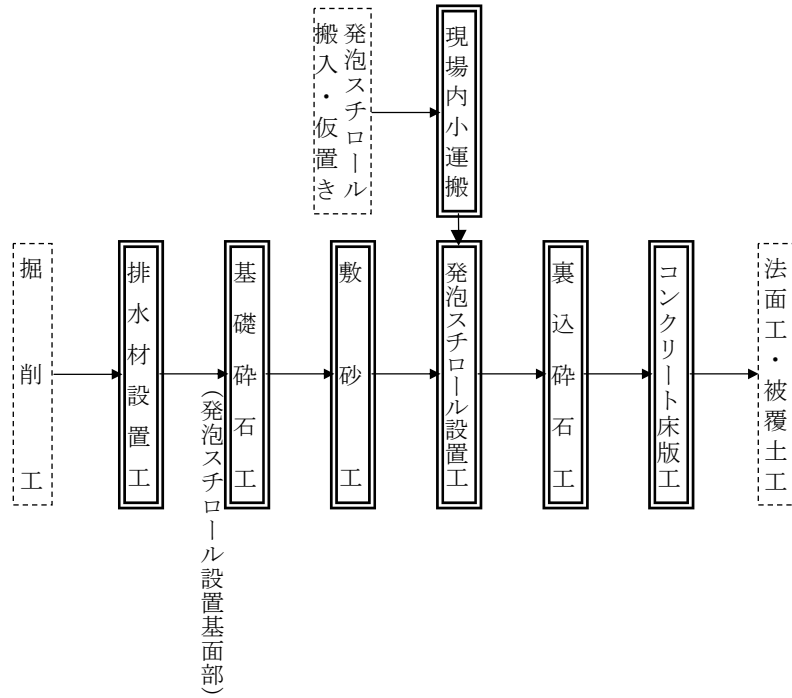 発泡スチロール
搬入・仮置き
現場内小運搬
掘削工
排水材設置工
基礎砕石工
(発泡スチロール設置基面部)
敷砂工
発泡スチロール設置工
裏込砕石工
コンクリート床版工
法面工・被覆土工